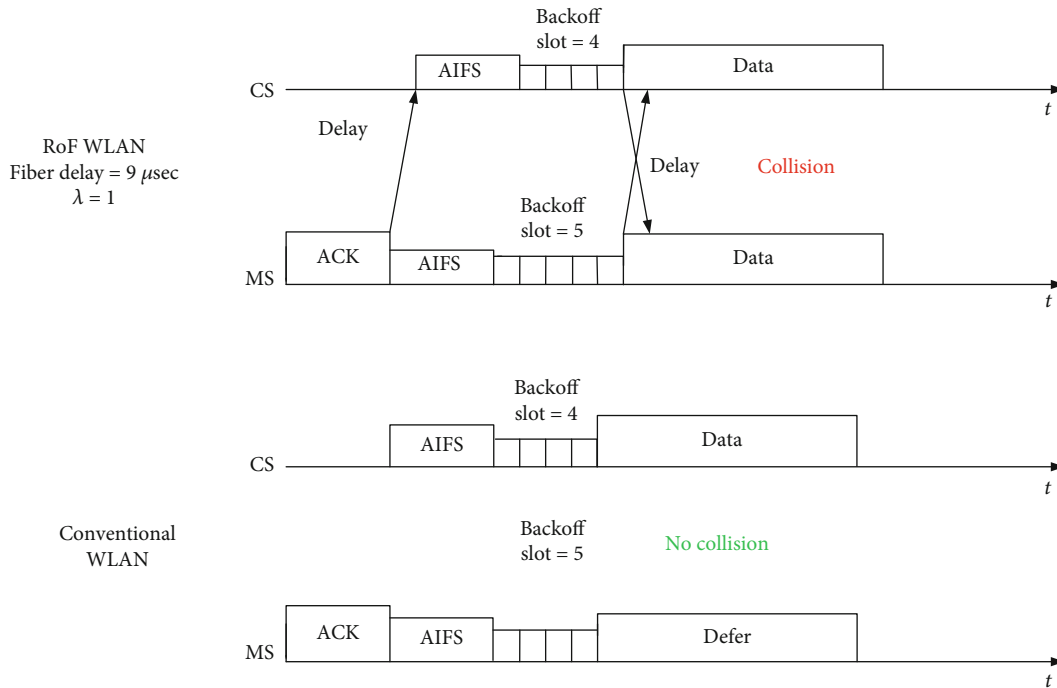 Backoff
slot = 4
AIFS
Data
CS
t
Delay
RoF WLAN
Fiber delay = 9 μsec
λ = 1
Delay
Collision
Backoff
slot = 5
ACK
AIFS
Data
MS
t
Backoff
slot = 4
AIFS
Data
CS
t
Conventional
WLAN
Backoff
slot = 5
No collision
ACK
AIFS
Defer
MS
t